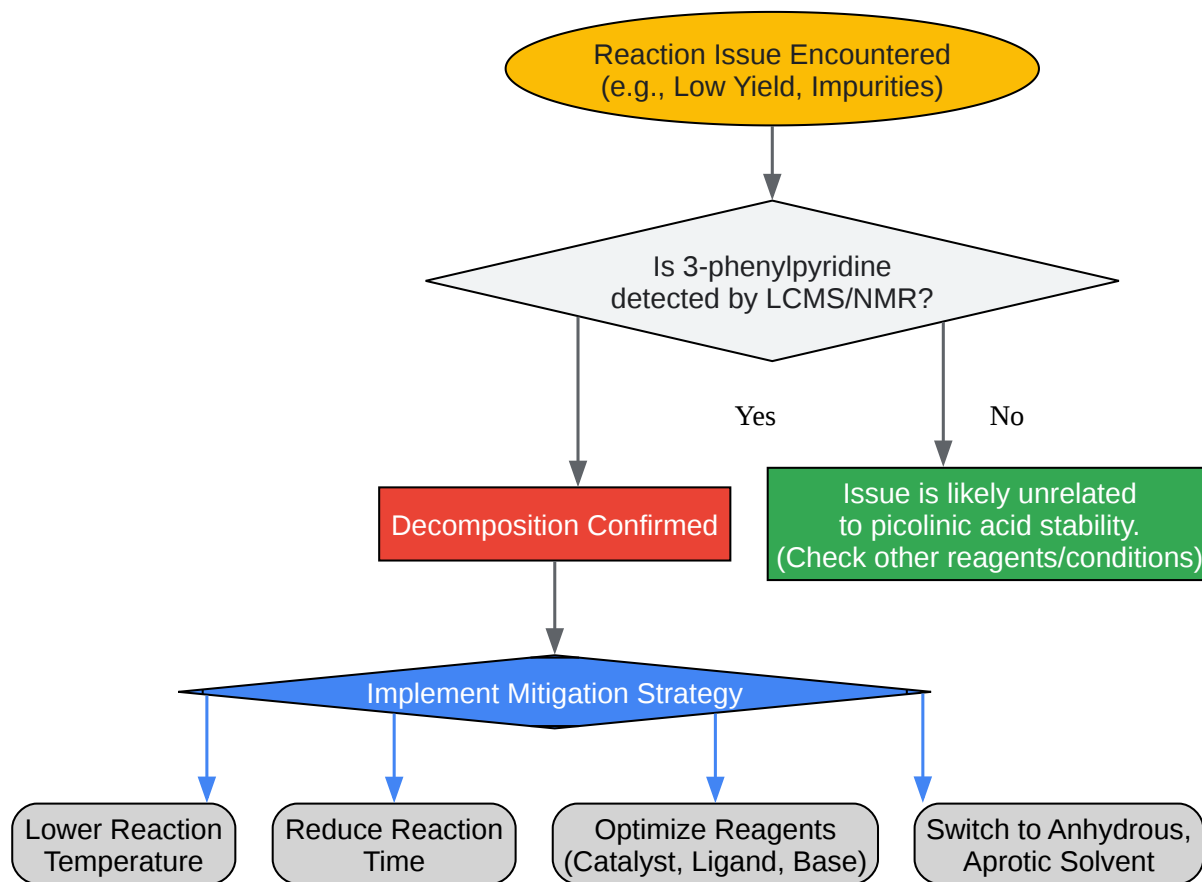 Reaction Issue Encountered
(e.g., Low Yield, Impurities)
Is 3-phenylpyridine
detected by LCMS/NMR?
Yes
No
Decomposition Confirmed
Issue is likely unrelated
to picolinic acid stability.
(Check other reagents/conditions)
Implement Mitigation Strategy
Lower Reaction
Temperature
Reduce Reaction
Time
Optimize Reagents
(Catalyst, Ligand, Base)
Switch to Anhydrous,
Aprotic Solvent